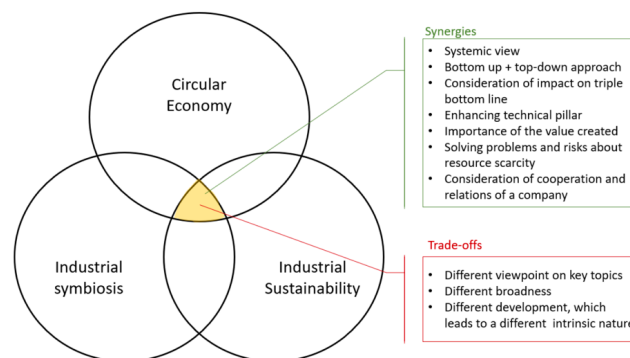 Synergies
• Systemic view
• Bottom up + top-down approach
• Consideration of impact on triple
bottom line
• Enhancing technical pillar
• Importance of the value created
• Solving problems and risks about
resource scarcity
• Consideration of cooperation and
relations of a company
Circular
Economy
Industrial
symbiosis
Industrial
Sustainability
Trade-offs
• Different viewpoint on key topics
• Different broadness
• Different development, which
leads to a different intrinsic nature